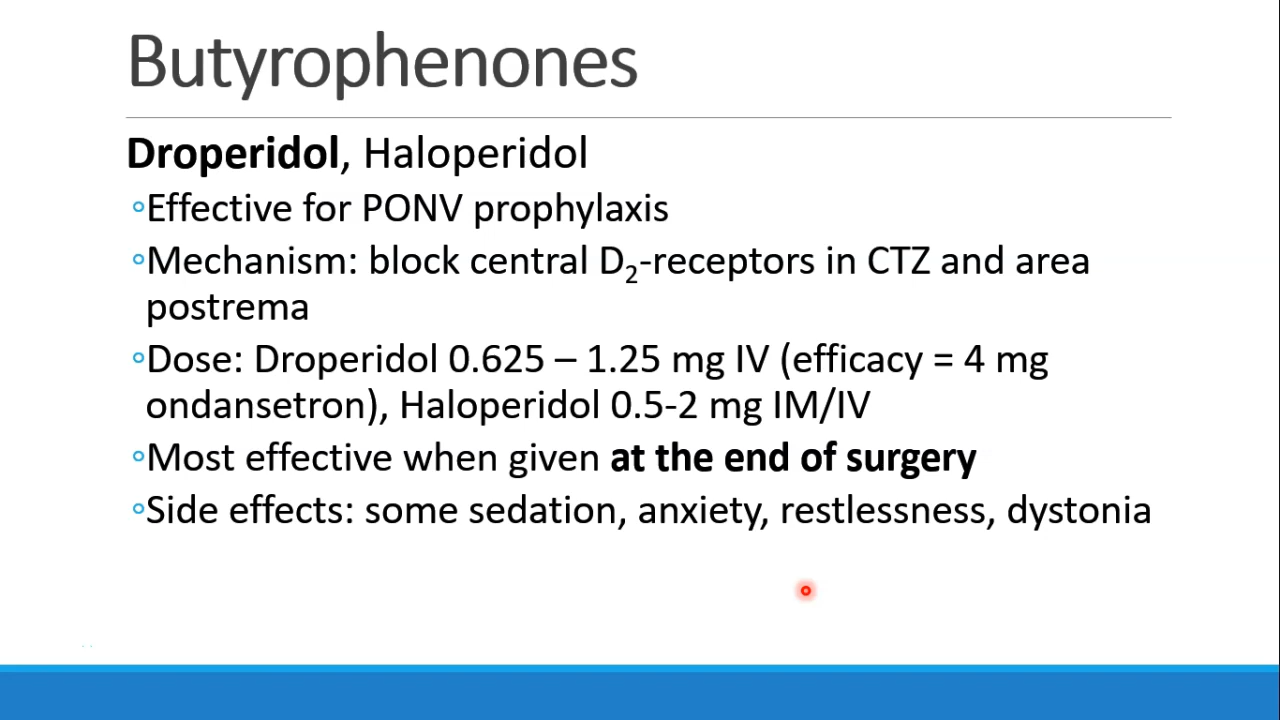 Butyrophenones
Droperidol, Haloperidol
◦Effective for PONV prophylaxis
◦Mechanism: block central D₂-receptors in CTZ and area
postrema
◦Dose: Droperidol 0.625 – 1.25 mg IV (efficacy = 4 mg
ondansetron), Haloperidol 0.5-2 mg IM/IV
◦Most effective when given at the end of surgery
◦Side effects: some sedation, anxiety, restlessness, dystonia